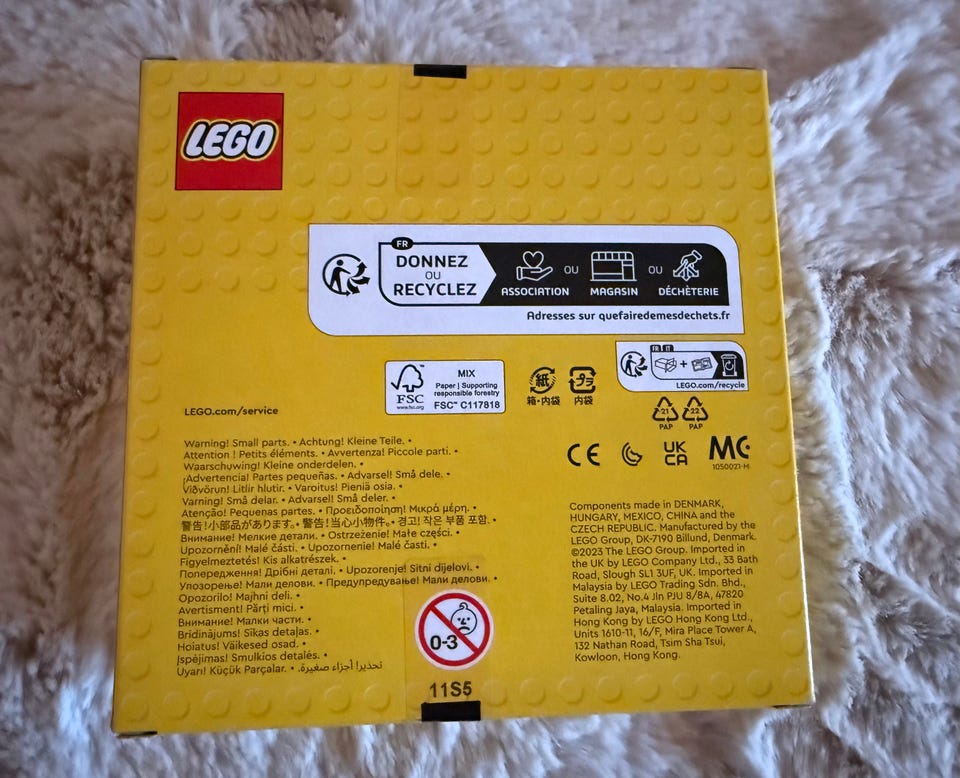 LEGO
FR
DONNEZ
OU
RECYCLEZ
ASSOCIATION
OU
MAGASIN
OU
DÉCHÈTERIE
Adresses sur quefairedemesdechets.fr
FSC
www.fsc.org
MIX
Paper | Supporting
responsible forestry
FSC™ C117818
紙
箱・内袋
プラ
内袋
FR IT
LEGO.com/recycle
21
PAP
22
PAP
CE
UK
CA
MC
1050021-H
LEGO.com/service
Warning! Small parts. • Achtung! Kleine Teile. •
Attention ! Petits éléments. • Avvertenza! Piccole parti. •
Waarschuwing! Kleine onderdelen. •
¡Advertencia! Partes pequeñas. • Advarsel! Små dele. •
Viðvörun! Litlir hlutir. • Varoitus! Pieniä osia. •
Varning! Små delar. • Advarsel! Små deler. •
Atenção! Pequenas partes. • Προειδοποίηση! Μικρά μέρη. •
警告!小部品があります。• 警告!当心小物件。• 경고! 작은 부품 포함. •
Внимание! Мелкие детали. • Ostrzeżenie! Małe części. •
Upozornění! Malé části. • Upozornenie! Malé časti. •
Figyelmeztetés! Kis alkatrészek. •
Попередження! Дрібні деталі. • Upozorenje! Sitni dijelovi. •
Упозорење! Мали делови. • Предупредување! Мали делови. •
Opozorilo! Majhni deli. •
Avertisment! Părți mici. •
Внимание! Малки части. •
Brīdinājums! Sīkas detaļas. •
Hoiatus! Väikesed osad. •
Įspėjimas! Smulkios detalės. •
Uyarı! Küçük Parçalar. • تحذير! أجزاء صغيرة.
0-3
11S5
Components made in DENMARK,
HUNGARY, MEXICO, CHINA and the
CZECH REPUBLIC. Manufactured by the
LEGO Group, DK-7190 Billund, Denmark.
©2023 The LEGO Group. Imported in
the UK by LEGO Company Ltd., 33 Bath
Road, Slough SL1 3UF, UK. Imported in
Malaysia by LEGO Trading Sdn. Bhd.,
Suite 8.02, No.4 Jln PJU 8/8A, 47820
Petaling Jaya, Malaysia. Imported in
Hong Kong by LEGO Hong Kong Ltd.,
Units 1610-11, 16/F, Mira Place Tower A,
132 Nathan Road, Tsim Sha Tsui,
Kowloon, Hong Kong.